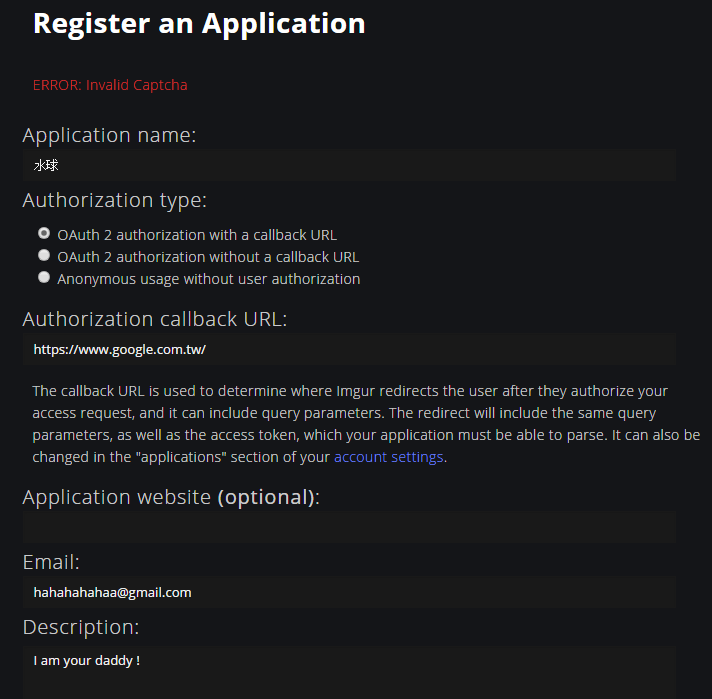 Register an Application
ERROR: Invalid Captcha
Application name:
水球
Authorization type:
OAuth 2 authorization with a callback URL
OAuth 2 authorization without a callback URL
Anonymous usage without user authorization
Authorization callback URL:
https://www.google.com.tw/
The callback URL is used to determine where Imgur redirects the user after they authorize your
access request, and it can include query parameters. The redirect will include the same query
parameters, as well as the access token, which your application must be able to parse. It can also be
changed in the "applications" section of your account settings.
Application website (optional):
Email:
hahahahahaa@gmail.com
Description:
I am your daddy !